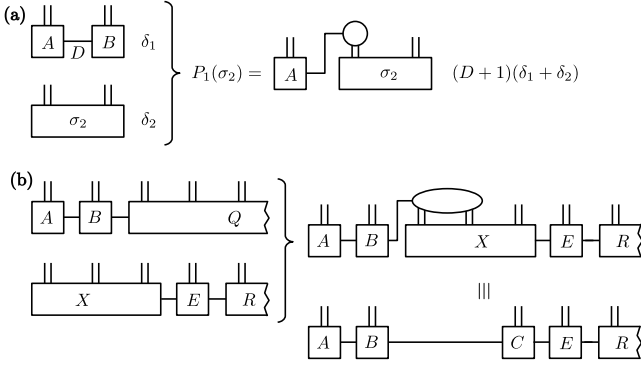 (a)
A D B δ₁
σ₂ δ₂
P₁(σ₂) = A σ₂ (D + 1)(δ₁ + δ₂)
(b)
A B Q
X E R
A B X E R
|||
A B C E R